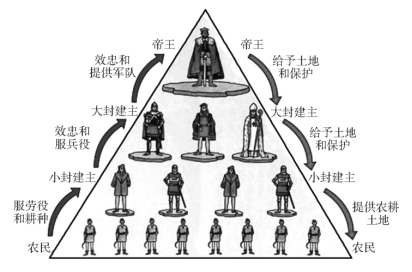 帝王 帝王
效忠和
提供军队
给予土地
和保护
大封建主 大封建主
效忠和
服兵役
给予土地
和保护
小封建主 小封建主
服劳役
和耕种
提供农耕
土地
农民 农民